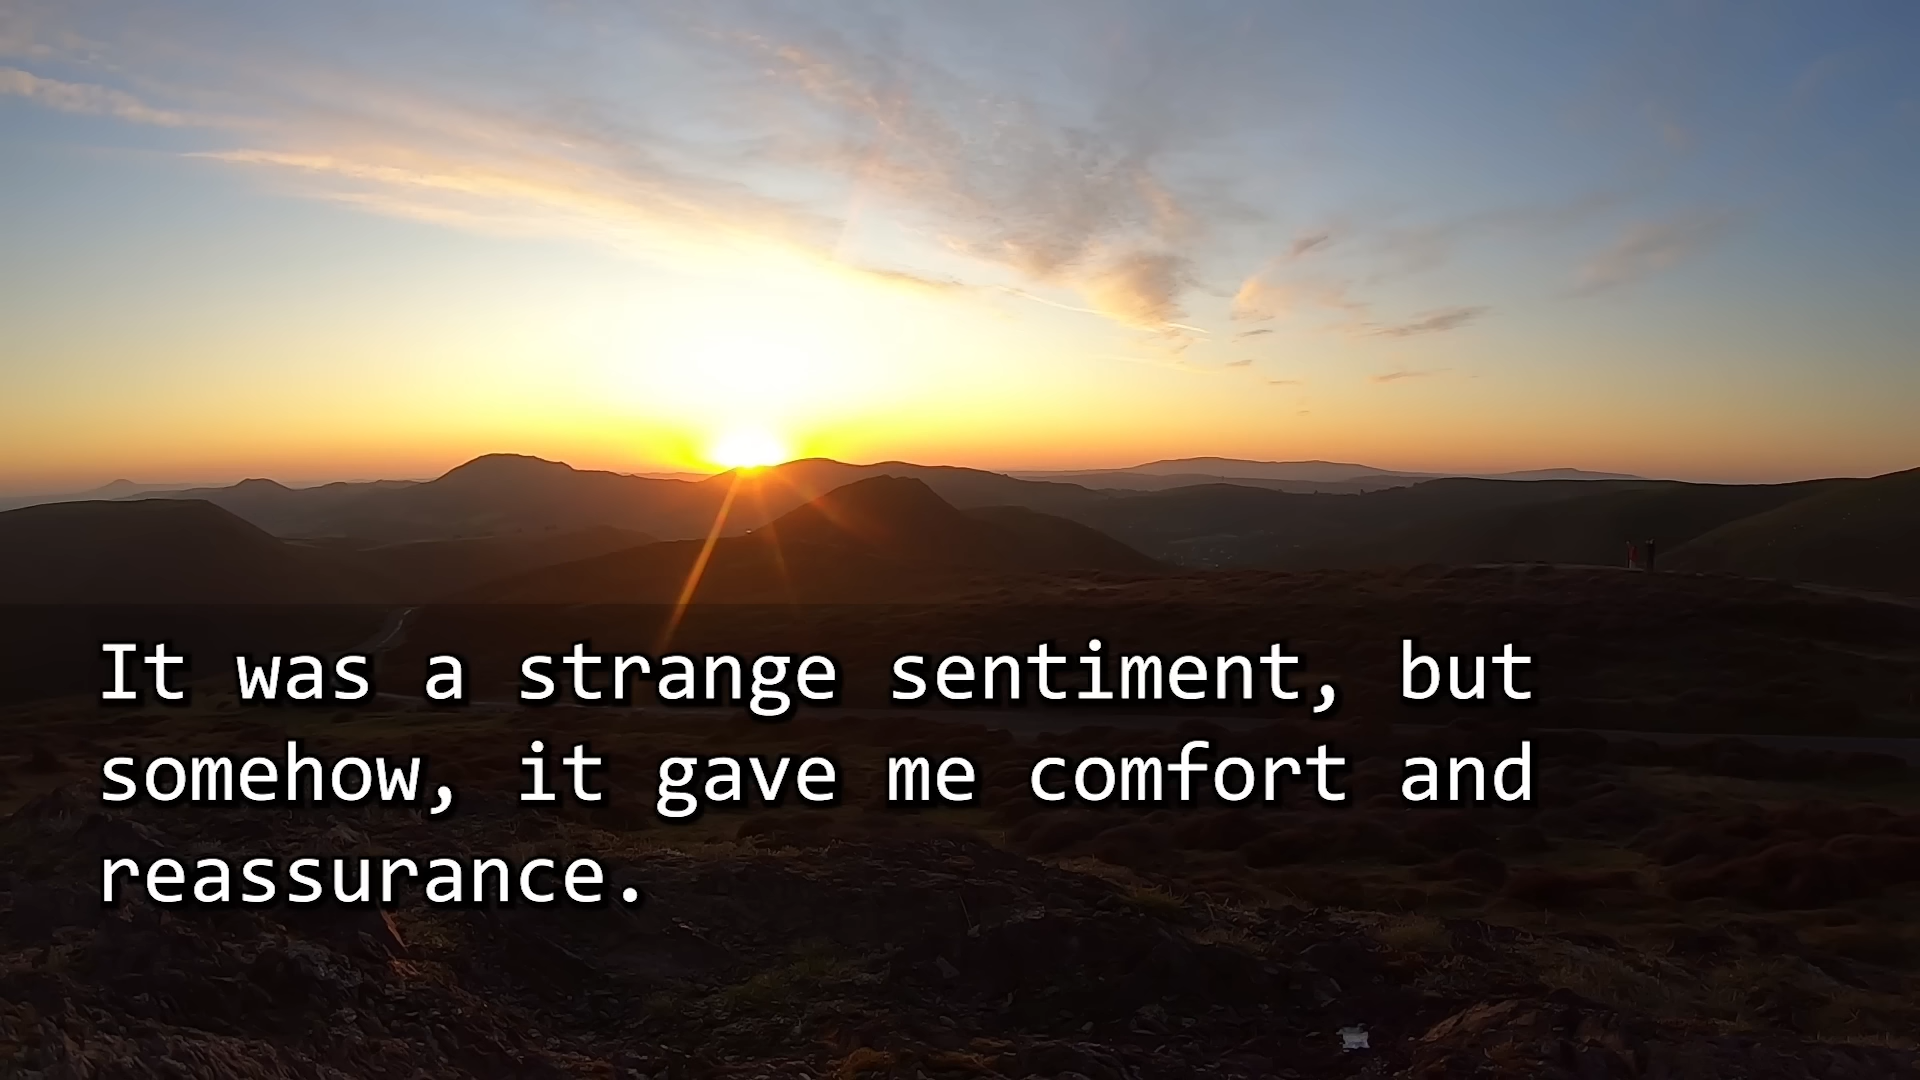 It was a strange sentiment, but
somehow, it gave me comfort and
reassurance.